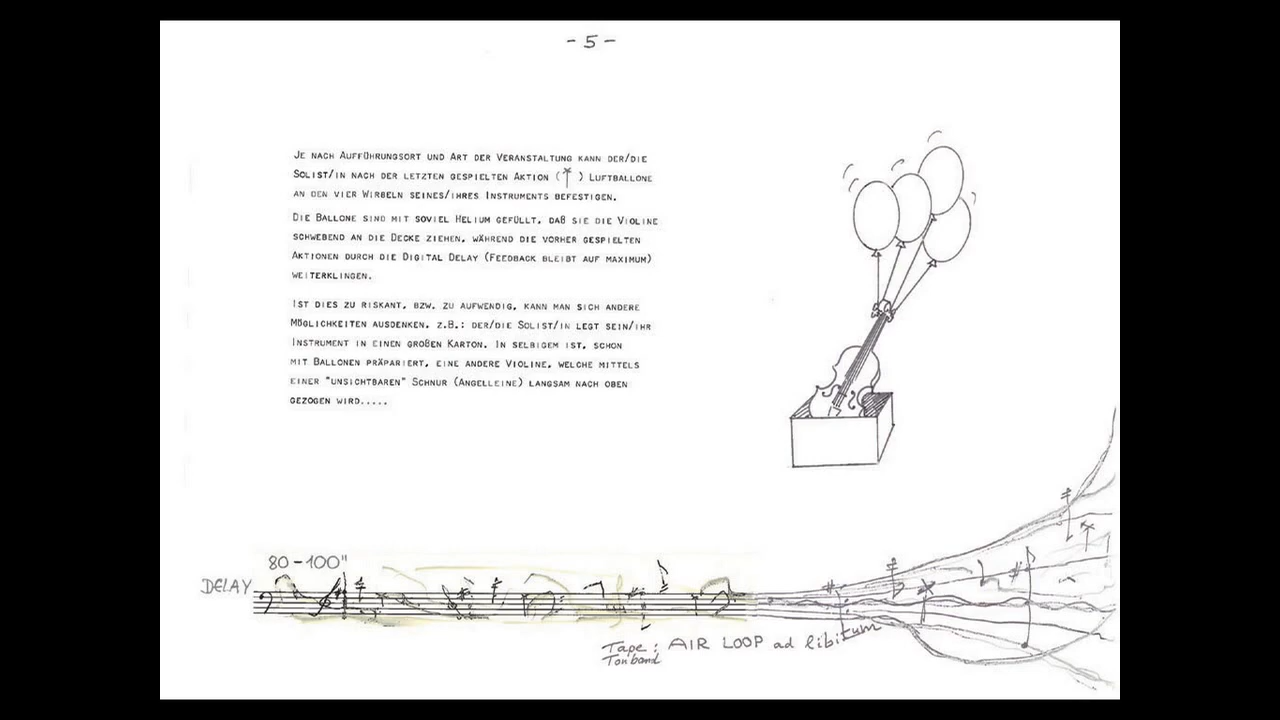 - 5 -
JE NACH AUFFÜHRUNGSORT UND ART DER VERANSTALTUNG KANN DER/DIE
SOLIST/IN NACH DER LETZTEN GESPIELTEN AKTION ( ) LUFTBALLONE
AN DEN VIER WIRBELN SEINES/IHRES INSTRUMENTS BEFESTIGEN.
DIE BALLONE SIND MIT SOVIEL HELIUM GEFÜLLT, DAß SIE DIE VIOLINE
SCHWEBEND AN DIE DECKE ZIEHEN, WÄHREND DIE VORHER GESPIELTEN
AKTIONEN DURCH DIE DIGITAL DELAY (FEEDBACK BLEIBT AUF MAXIMUM)
WEITERKLINGEN.
IST DIES ZU RISKANT, BZW. ZU AUFWENDIG, KANN MAN SICH ANDERE
MÖGLICHKEITEN AUSDENKEN, Z.B.: DER/DIE SOLIST/IN LEGT SEIN/IHR
INSTRUMENT IN EINEN GROßEN KARTON. IN SELBIGEM IST, SCHON
MIT BALLONEN PRÄPARIERT, EINE ANDERE VIOLINE, WELCHE MITTELS
EINER "UNSICHTBAREN" SCHNUR (ANGELLEINE) LANGSAM NACH OBEN
GEZOGEN WIRD.....
80-100"
DELAY
Tape: AIR LOOP ad libitum
Tonband